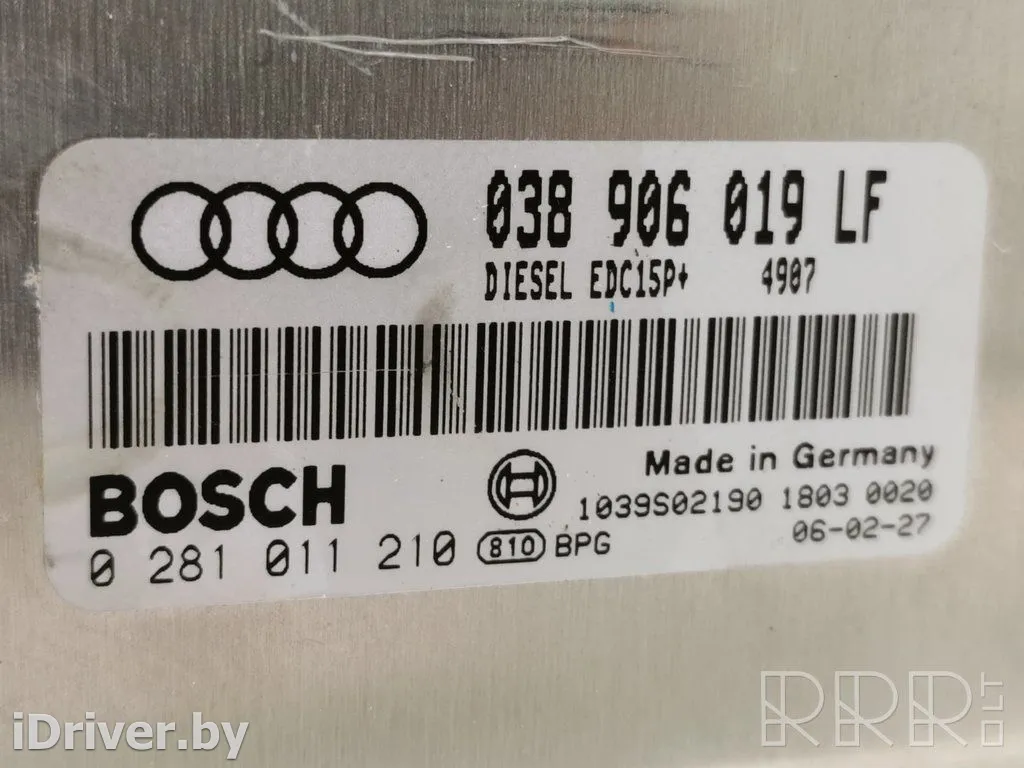 038 906 019 LF
DIESEL EDC15P+ 4907
BOSCH
Made in Germany
1039S02190 1803 0020
0 281 011 210 810 BPG
06-02-27
iDriver.by
RRR.LT